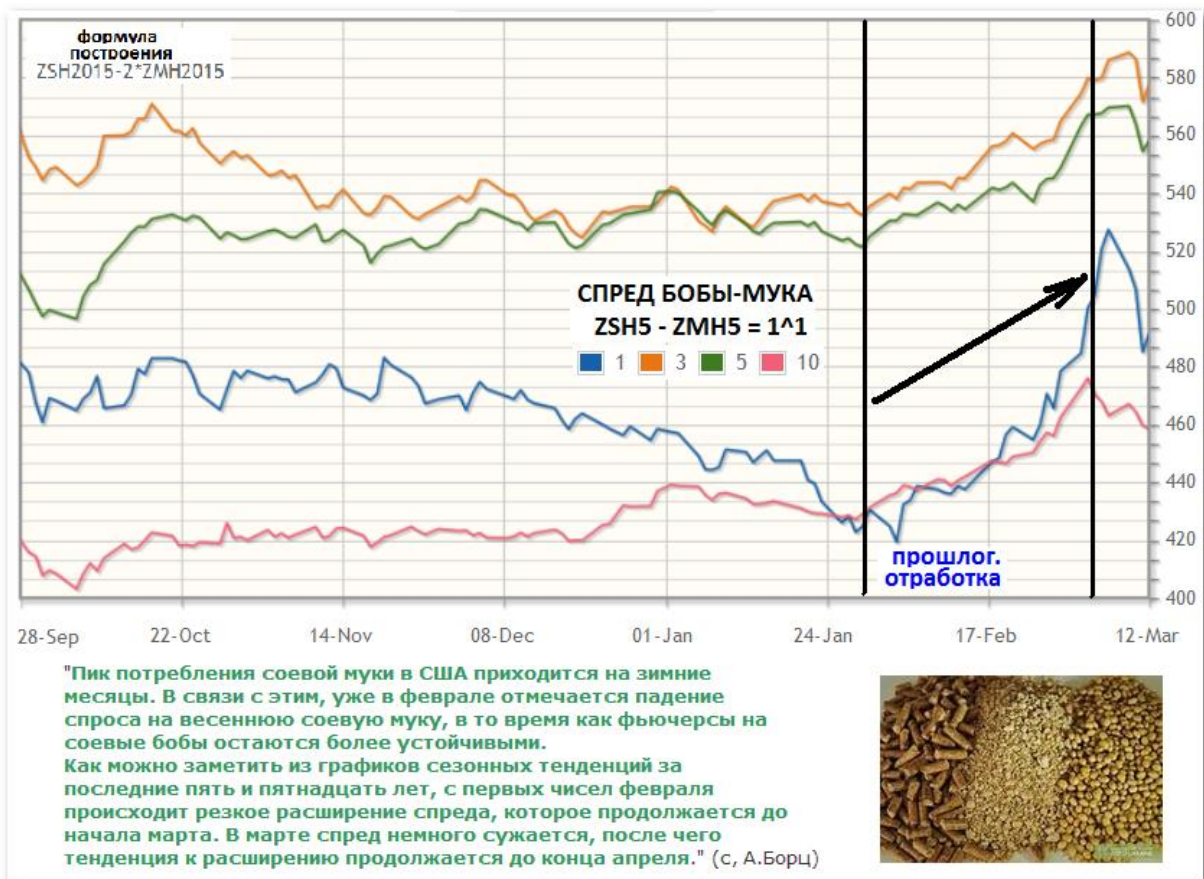 формула
построения
ZSH2015-2*ZMH2015
600
580
560
540
520
500
480
460
440
420
400
СПРЕД БОБЫ-МУКА
ZSH5 - ZMH5 = 1^1
1 3 5 10
прошлог.
отработка
28-Sep 22-Oct 14-Nov 08-Dec 01-Jan 24-Jan 17-Feb 12-Mar
"Пик потребления соевой муки в США приходится на зимние
месяцы. В связи с этим, уже в феврале отмечается падение
спроса на весеннюю соевую муку, в то время как фьючерсы на
соевые бобы остаются более устойчивыми.
Как можно заметить из графиков сезонных тенденций за
последние пять и пятнадцать лет, с первых чисел февраля
происходит резкое расширение спреда, которое продолжается до
начала марта. В марте спред немного сужается, после чего
тенденция к расширению продолжается до конца апреля." (с, А.Борц)